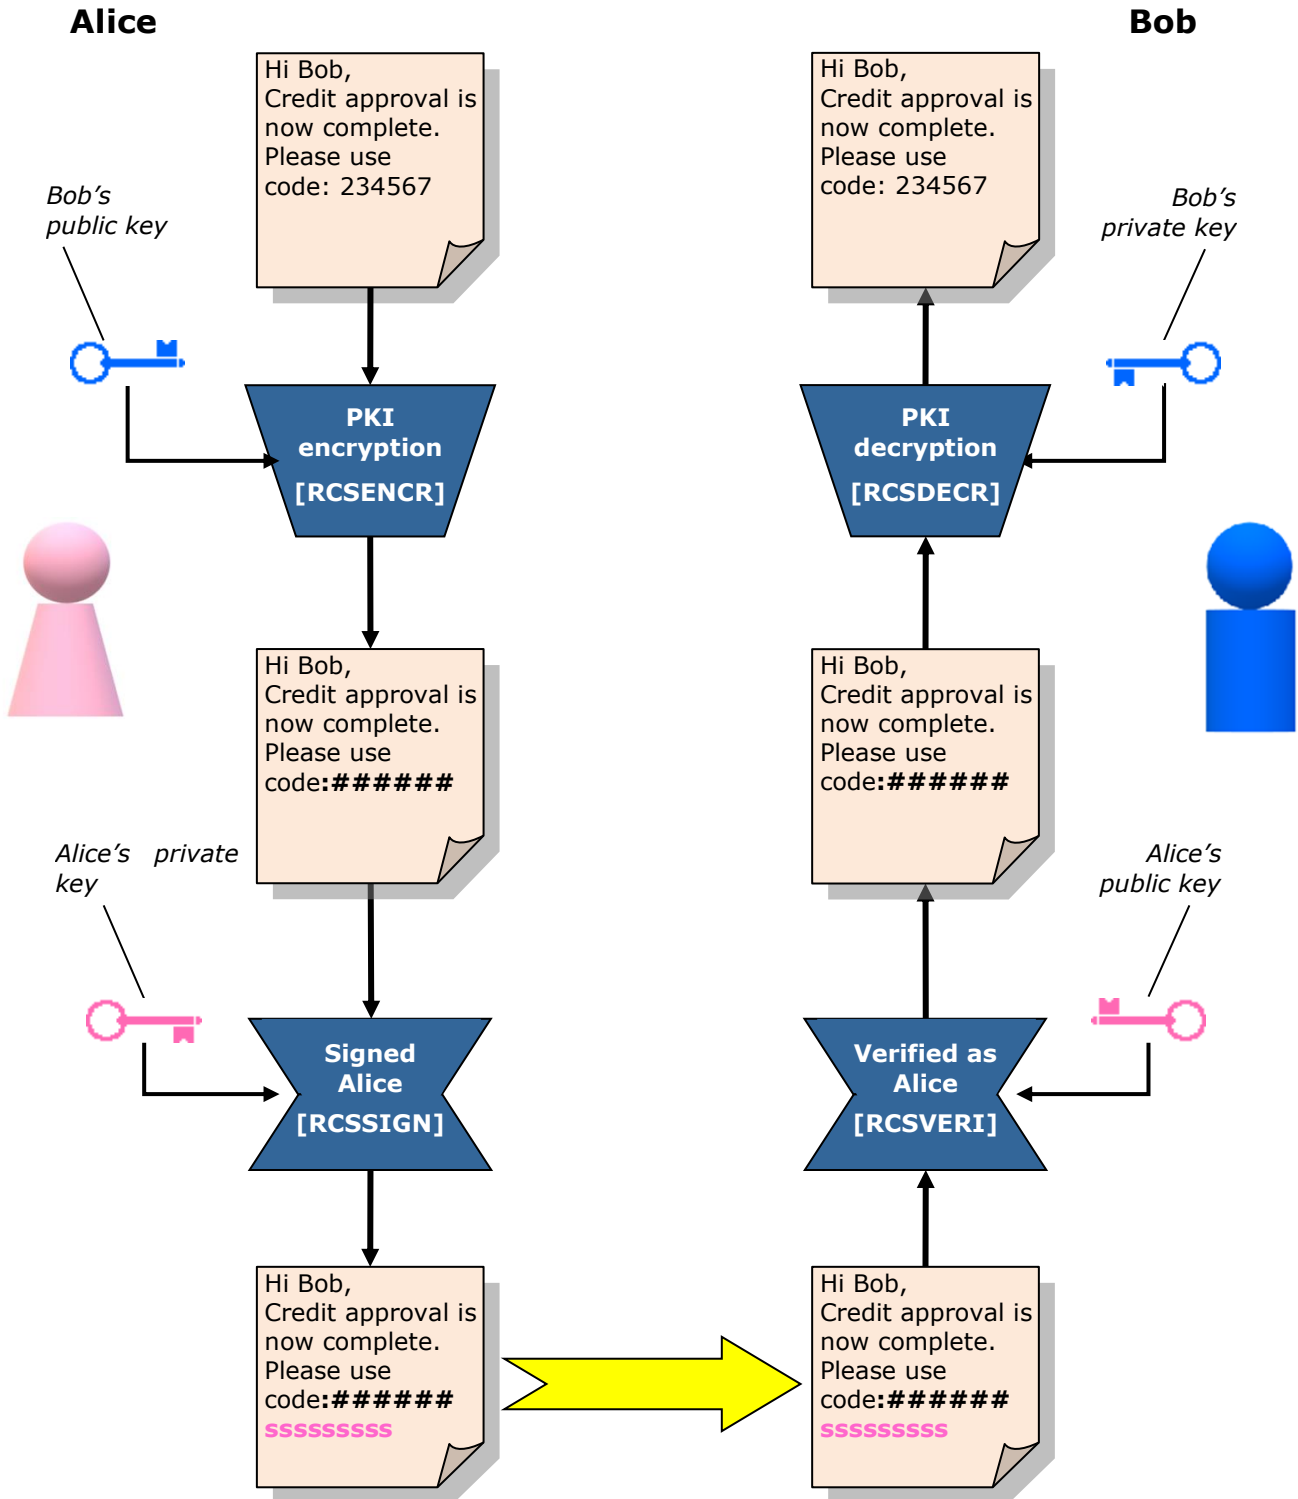 Alice
Bob
Hi Bob,
Credit approval is
now complete.
Please use
code: 234567
Hi Bob,
Credit approval is
now complete.
Please use
code: 234567
Bob's
public key
Bob's
private key
PKI
encryption
[RCSENCR]
PKI
decryption
[RCSDECR]
Hi Bob,
Credit approval is
now complete.
Please use
code:######
Hi Bob,
Credit approval is
now complete.
Please use
code:######
Alice's private
key
Alice's
public key
Signed
Alice
[RCSSIGN]
Verified as
Alice
[RCSVERI]
Hi Bob,
Credit approval is
now complete.
Please use
code:######
sssssssss
Hi Bob,
Credit approval is
now complete.
Please use
code:######
sssssssss